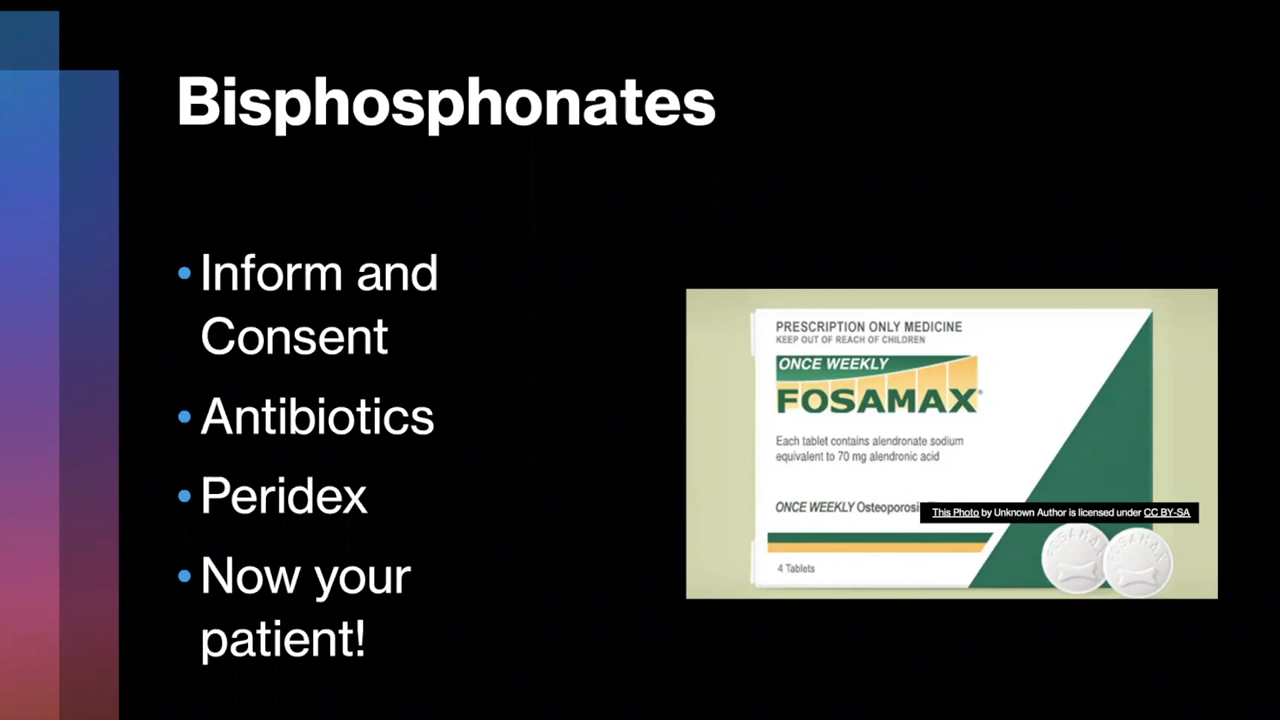 Bisphosphonates
• Inform and
Consent
• Antibiotics
• Peridex
• Now your
patient!
PRESCRIPTION ONLY MEDICINE
KEEP OUT OF REACH OF CHILDREN
ONCE WEEKLY
FOSAMAX®
Each tablet contains alendronate sodium
equivalent to 70 mg alendronic acid
ONCE WEEKLY Osteoporosi
This Photo by Unknown Author is licensed under CC BY-SA
4 Tablets
FOSAMAX
FOSAMAX